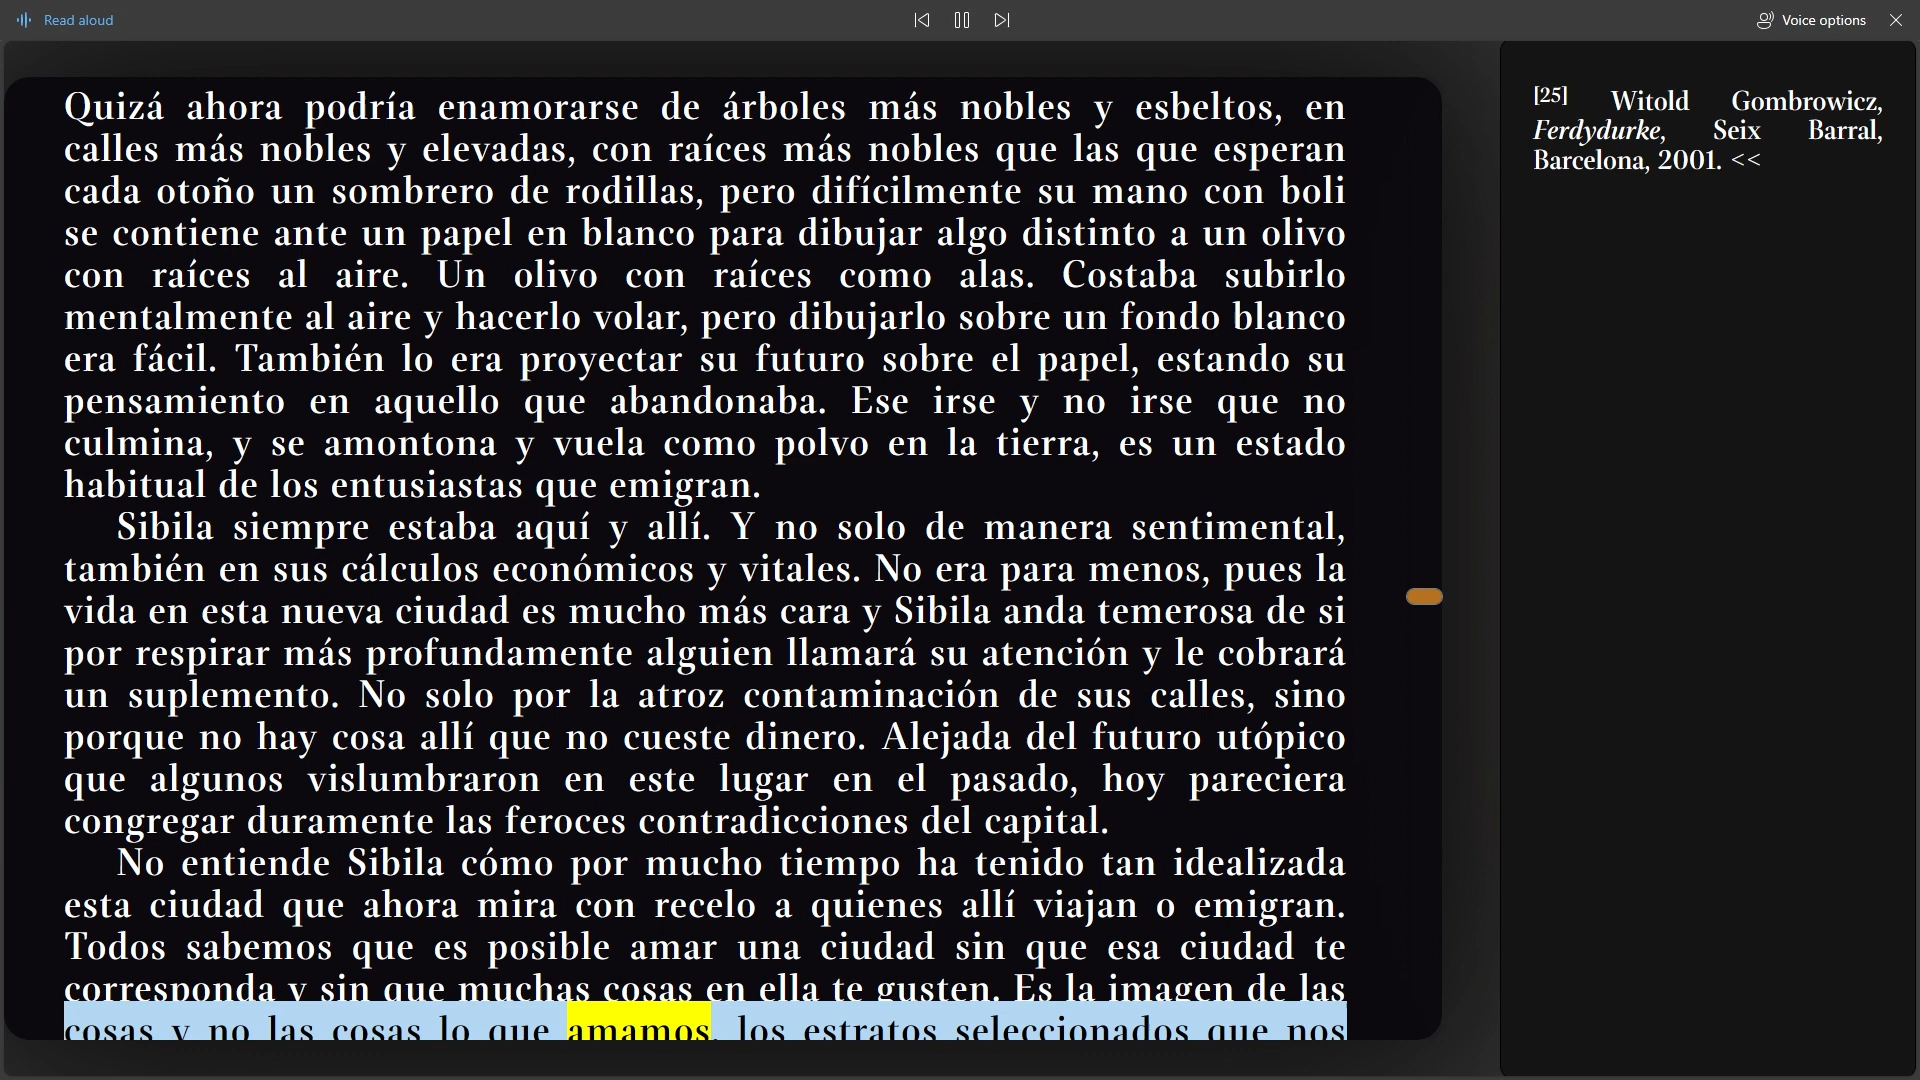 Read aloud
Voice options
Quizá ahora podría enamorarse de árboles más nobles y esbeltos, en
calles más nobles y elevadas, con raíces más nobles que las que esperan
cada otoño un sombrero de rodillas, pero difícilmente su mano con boli
se contiene ante un papel en blanco para dibujar algo distinto a un olivo
con raíces al aire. Un olivo con raíces como alas. Costaba subirlo
mentalmente al aire y hacerlo volar, pero dibujarlo sobre un fondo blanco
era fácil. También lo era proyectar su futuro sobre el papel, estando su
pensamiento en aquello que abandonaba. Ese irse y no irse que no
culmina, y se amontona y vuela como polvo en la tierra, es un estado
habitual de los entusiastas que emigran.
Sibila siempre estaba aquí y allí. Y no solo de manera sentimental,
también en sus cálculos económicos y vitales. No era para menos, pues la
vida en esta nueva ciudad es mucho más cara y Sibila anda temerosa de si
por respirar más profundamente alguien llamará su atención y le cobrará
un suplemento. No solo por la atroz contaminación de sus calles, sino
porque no hay cosa allí que no cueste dinero. Alejada del futuro utópico
que algunos vislumbraron en este lugar en el pasado, hoy pareciera
congregar duramente las feroces contradicciones del capital.
No entiende Sibila cómo por mucho tiempo ha tenido tan idealizada
esta ciudad que ahora mira con recelo a quienes allí viajan o emigran.
Todos sabemos que es posible amar una ciudad sin que esa ciudad te
corresponda y sin que muchas cosas en ella te gusten. Es la imagen de las
cosas y no las cosas lo que amamos, los estratos seleccionados que nos
[25] Witold Gombrowicz,
Ferdydurke, Seix Barral,
Barcelona, 2001. <<